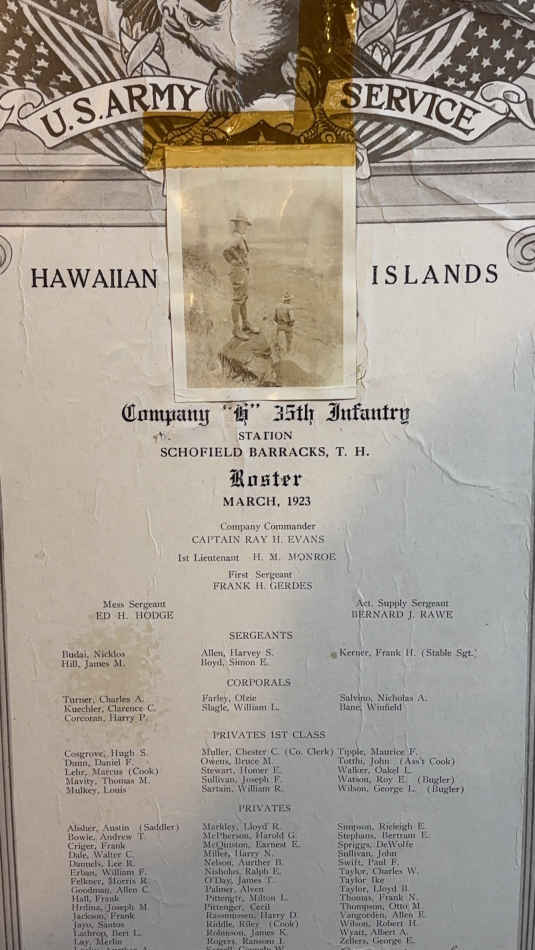 U.S. ARMY SERVICE
HAWAIIAN ISLANDS
Company "H" 35th Infantry
STATION
SCHOFIELD BARRACKS, T. H.
Roster
MARCH, 1923
Company Commander
CAPTAIN RAY H. EVANS
1st Lieutenant H. M. MONROE
First Sergeant
FRANK H. GERDES
Mess Sergeant Act. Supply Sergeant
ED H. HODGE BERNARD J. RAWE
SERGEANTS
Budai, Nicklos Allen, Harvey S. Kerner, Frank H. (Stable Sgt.)
Hill, James M. Boyd, Simon E.
CORPORALS
Turner, Charles A. Farley, Ofeie Salvino, Nicholas A.
Kuechler, Clarence C. Slagle, William L. Bane, Winfield
Corcoran, Harry P.
PRIVATES 1ST CLASS
Cosgrove, Hugh S. Muller, Chester C. (Co. Clerk) Tipple, Maurice F.
Dunn, Daniel F. Owens, Bruce M. Totth, John (Ass't Cook)
Lehr, Marcus (Cook) Stewart, Homer E. Walker, Oakel L.
Mavity, Thomas M. Sullivan, Joseph F. Watson, Roy E. (Bugler)
Mulkey, Louis Sartain, William R. Wilson, George L. (Bugler)
PRIVATES
Absher, Austin (Saddler) Markley, Lloyd R. Simpson, Rieleigh E.
Bowie, Andrew T. McPherson, Harold G. Stephans, Bertram E.
Criger, Frank McQuiston, Earnest E. Spriggs, DeWolfe
Dale, Walter C. Miller, Harry N. Sullivan, John
Daniels, Lee R. Nelson, Aurther B. Swift, Paul F.
Erban, William F. Nisholas, Ralph E. Taylor, Charles W.
Felkner, Morris R. O'Day, James T. Taylor Ike
Goodman, Allen C. Palmer, Alven Taylor, Lloyd B.
Hall, Frank Pittenger, Milton L. Thomas, Frank N.
Hrdina, Joseph M. Pittenger, Cecil Thompson, Otto M.
Jackson, Frank Rasmussen, Harry D. Vangorden, Allen E.
Jayo, Santos Riddle, Riley (Cook) Wilson, Robert H.
Lathrop, Bert L. Robinson, James K. Wyatt, Albert A.
Lay, Merlin Rogers, Ransom J. Zellers, George E.